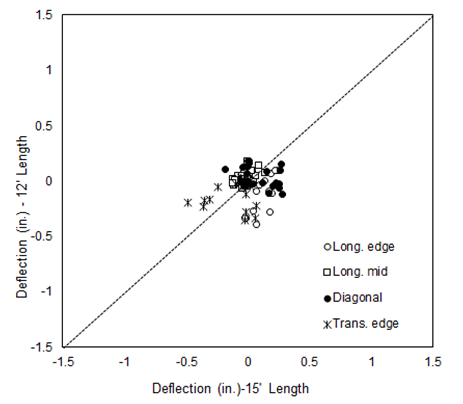 1.5
1
0.5
0
-0.5
-1
-1.5
-1.5
-1
-0.5
0
0.5
1
1.5
Deflection (in.) - 12' Length
Deflection (in.)-15' Length
Long. edge
Long. mid
Diagonal
Trans. edge